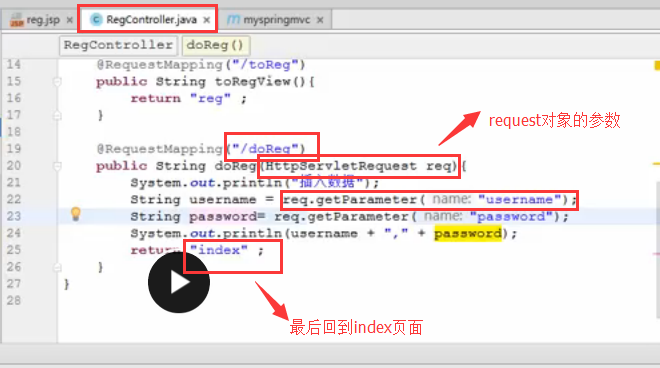 reg.jsp × RegController.java × myspringmvc ×
RegController doReg()
14 @RequestMapping("/toReg")
15 public String toRegView(){
16 return "reg" ;
17 }
18
19 @RequestMapping("/doReg")
request对象的参数
20 public String doReg(HttpServletRequest req){
21 System.out.println("插入数据");
22 String username = req.getParameter( name: "username");
23 String password= req.getParameter( name: "password");
24 System.out.println(username + "," + password);
25 return "index" ;
26 }
27 }
28
最后回到index页面